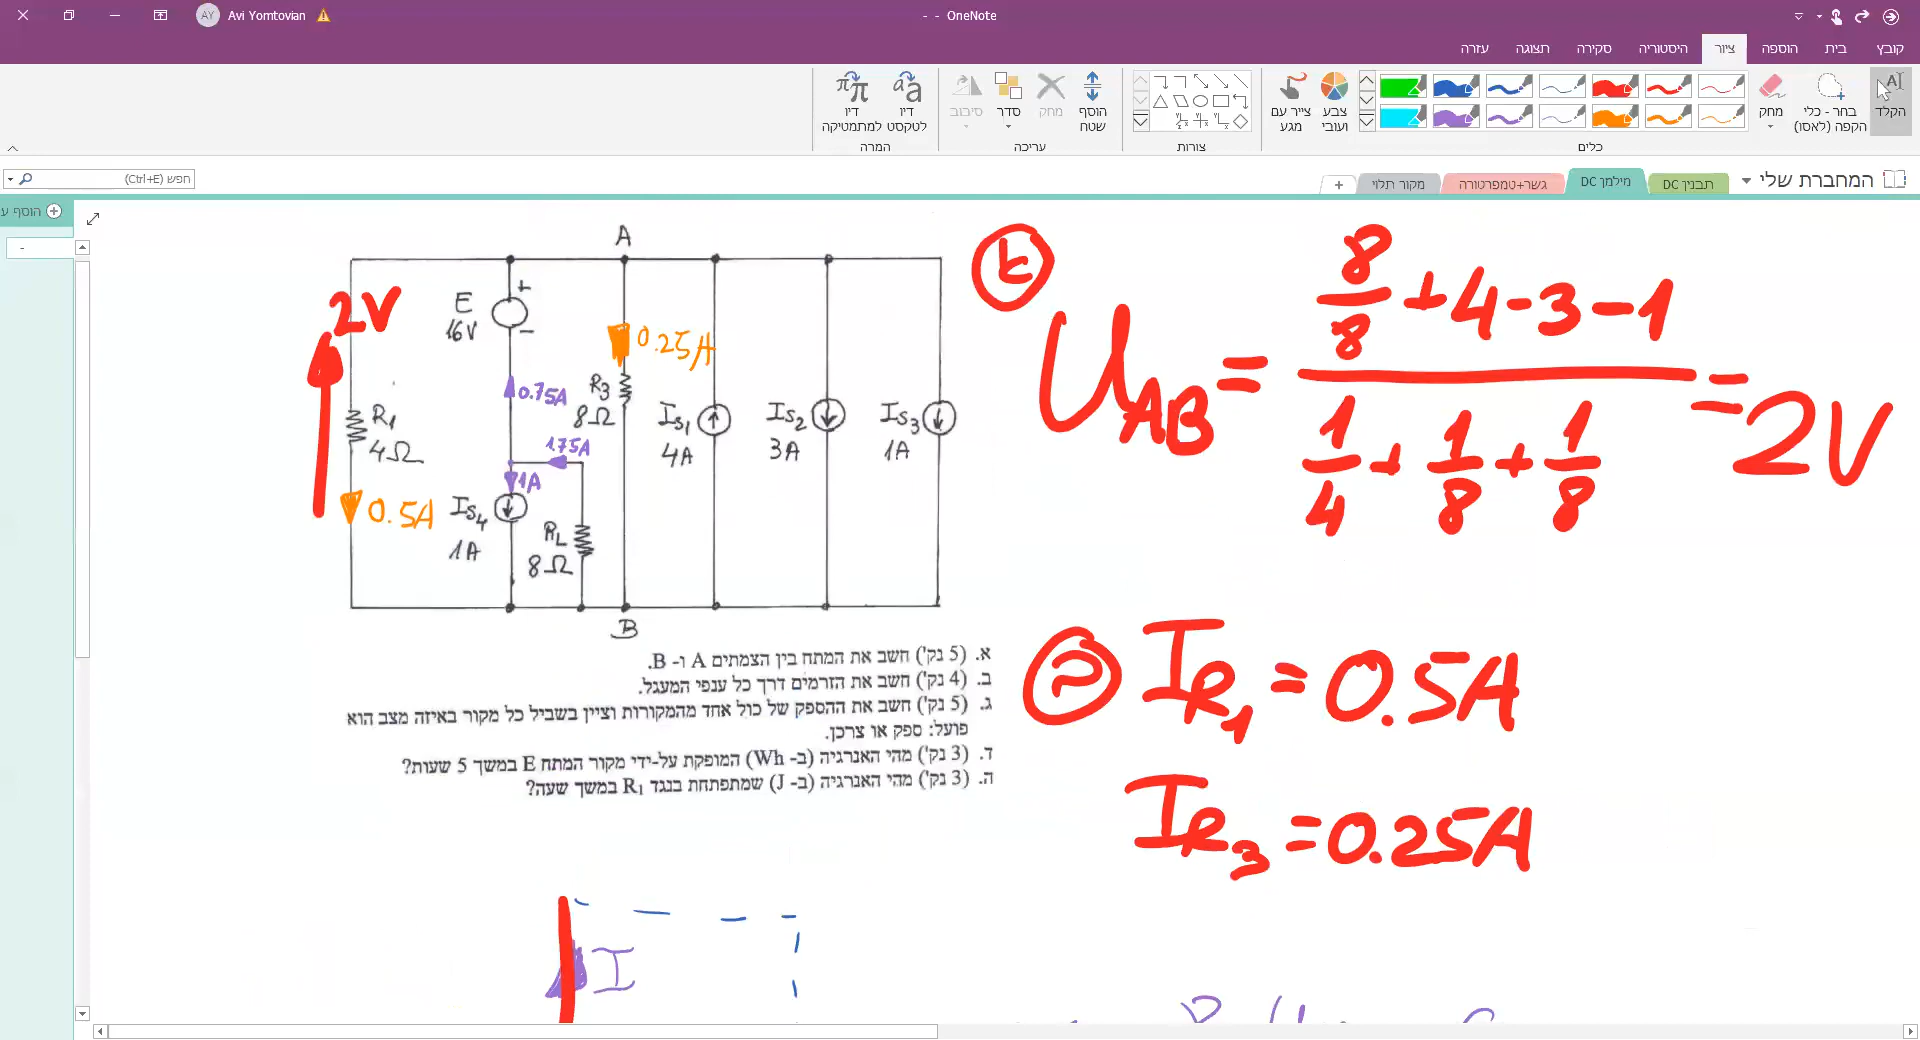 Avi Yomtovian
AY
- - OneNote
קובץ
בית
הוספה
ציור
היסטוריה
סקירה
תצוגה
עזרה
הקלד
בחר - כלי הקפה (לאסו)
מחק
כלים
צבע ועובי
צייר עם מגע
צורות
הוסף שטח
מחק
סדר
סיבוב
עריכה
דיו לטקסט
דיו למתמטיקה
המרה
המחברת שלי
תבנין DC
מילמן DC
גשר+טמפרטורה
מקור תלוי
חפש (Ctrl+E)
הוסף ע
A
E
16V
+
-
2V
0.75A
0.25A
R3
8Ω
R1
4Ω
0.5A
1.75A
1A
IS4
1A
RL
8Ω
IS1
4A
IS2
3A
IS3
1A
B
א. (5 נק') חשב את המתח בין הצמתים A ו- B.
ב. (4 נק') חשב את הזרמים דרך כל ענפי המעגל.
ג. (5 נק') חשב את ההספק של כול אחד מהמקורות וציין בשביל כל מקור באיזה מצב הוא
פועל: ספק או צרכן.
ד. (3 נק') מהי האנרגיה (ב- Wh) המופקת על-ידי מקור המתח E במשך 5 שעות?
ה. (3 נק') מהי האנרגיה (ב- J) שמתפתחת בנגד R1 במשך שעה?
UAB = (8/8 + 4 - 3 - 1) / (1/4 + 1/8 + 1/8) = 2V
IR1 = 0.5A
IR3 = 0.25A
I